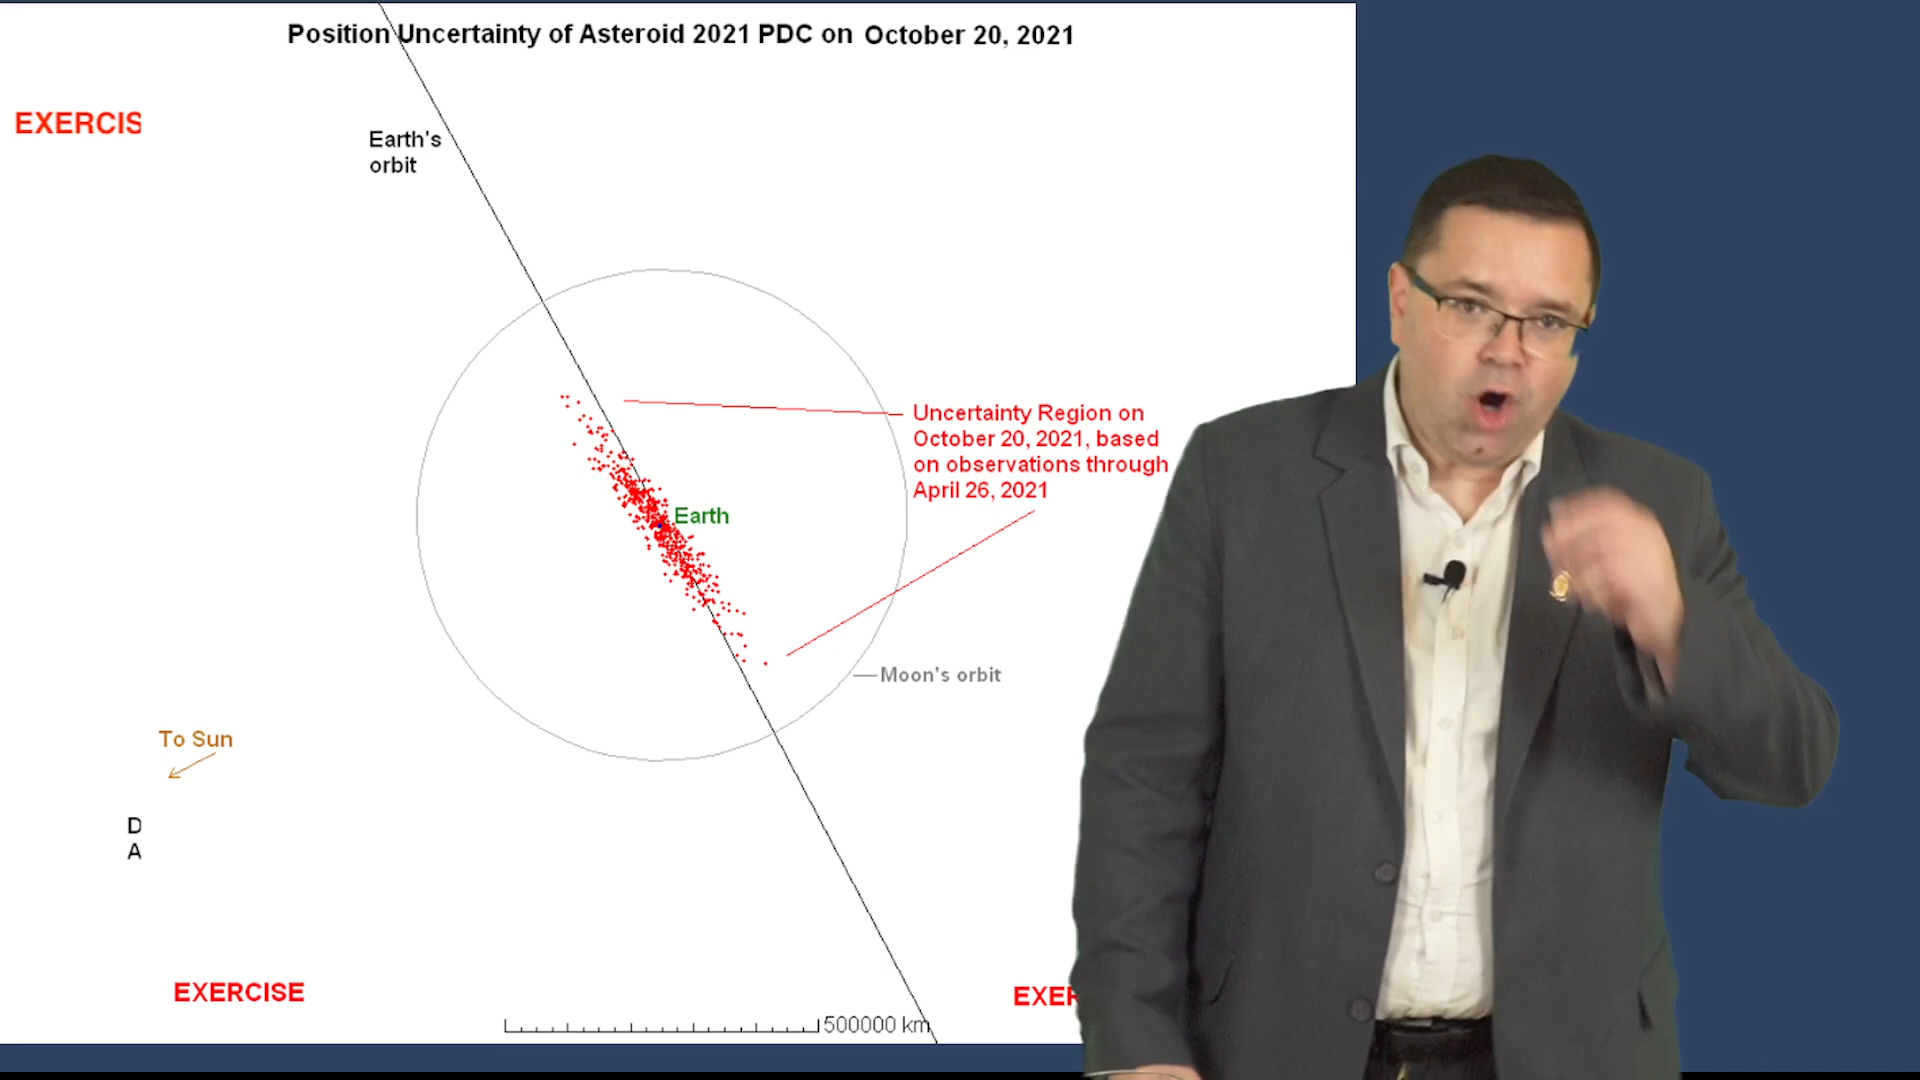 Position Uncertainty of Asteroid 2021 PDC on October 20, 2021
EXERCIS
Earth's
orbit
Uncertainty Region on
October 20, 2021, based
on observations through
April 26, 2021
Earth
Moon's orbit
To Sun
D
A
EXERCISE
EXER
500000 km